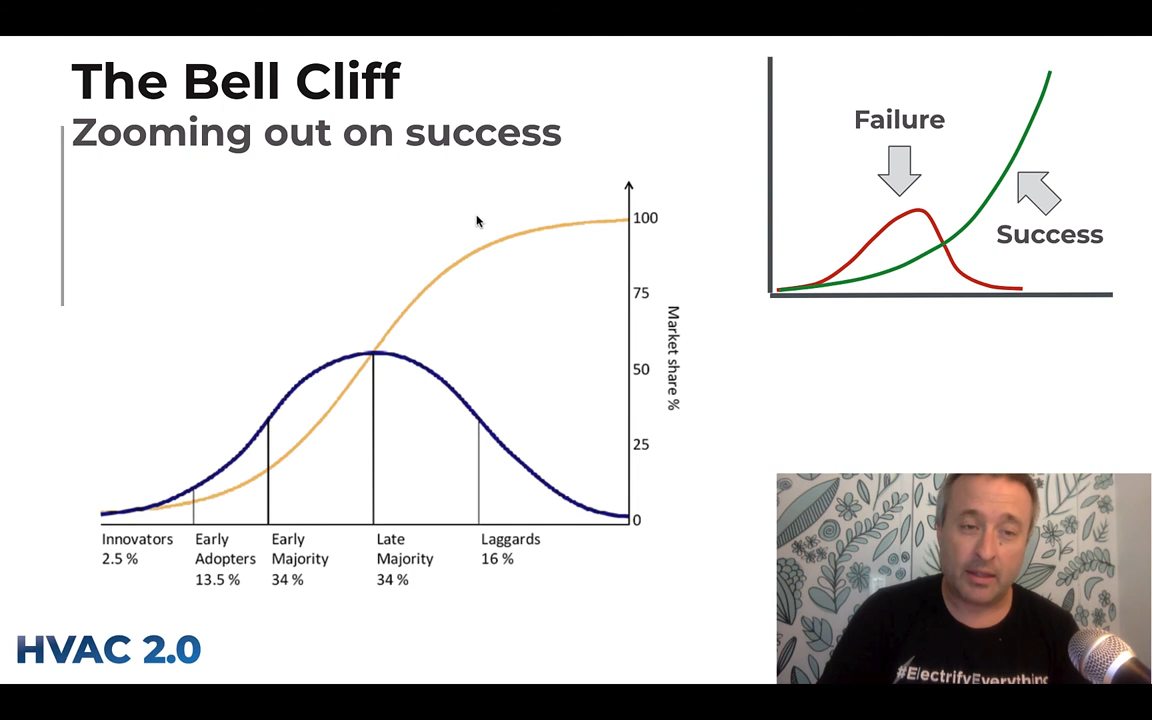 The Bell Cliff
Zooming out on success
Failure
Success
100
75
50
25
0
Market share %
Innovators
2.5 %
Early
Adopters
13.5 %
Early
Majority
34 %
Late
Majority
34 %
Laggards
16 %
HVAC 2.0
#ElectrifyEverything